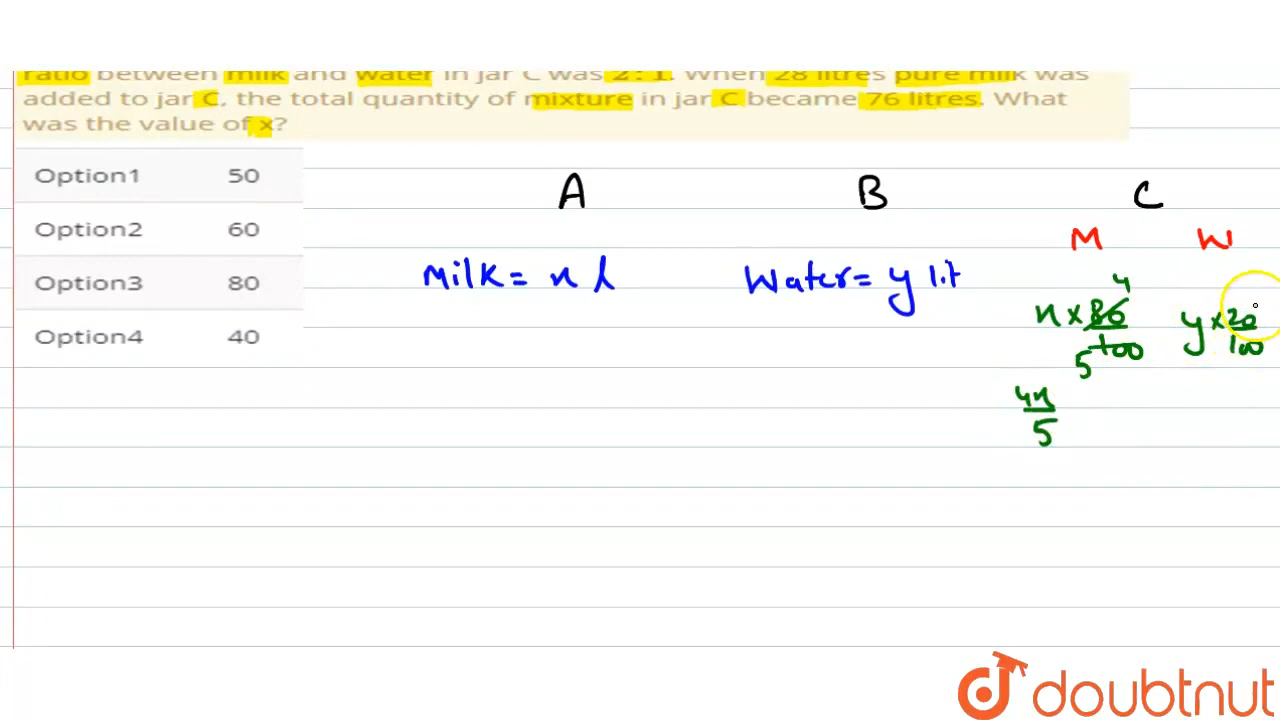 ratio between milk and water in jar C was 2:1. When 28 litres pure milk was
added to jar C, the total quantity of mixture in jar C became 76 litres. What
was the value of x?
Option1 50
Option2 60
Option3 80
Option4 40
A B C
M W
Milk = x l Water = y lit
4
x × 80/100 y × 20/100
5
4x/5
doubtnut